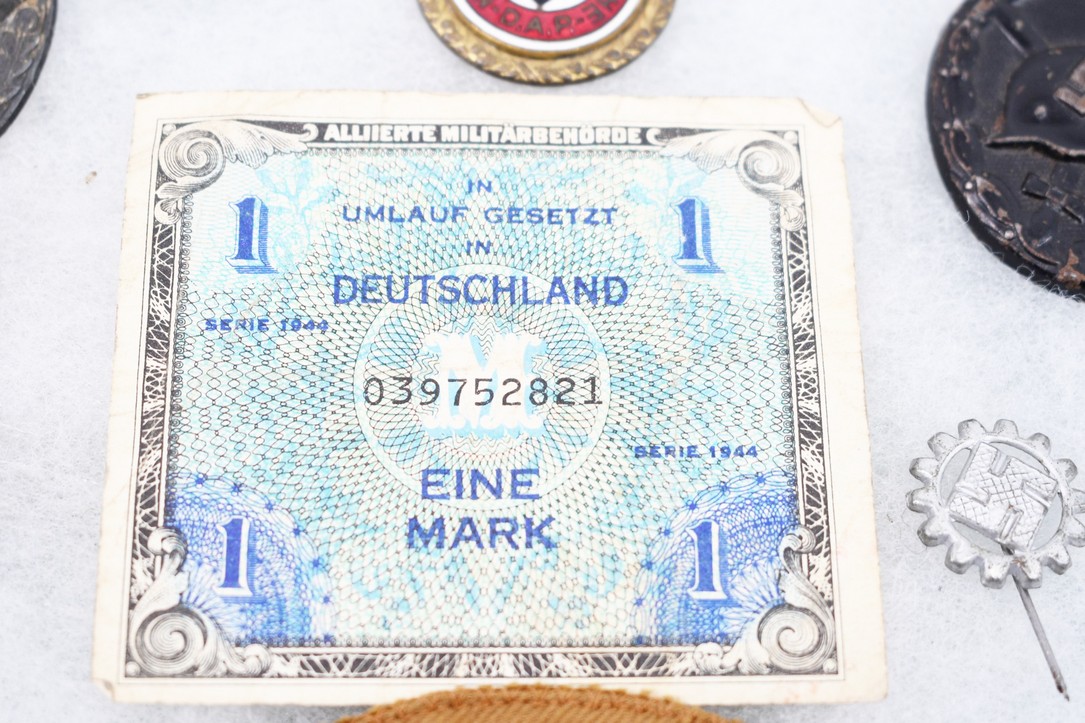 D.A.P.
ALLIIERTE MILITÄRBEHÖRDE
IN
1 UMLAUF GESETZT 1
IN
DEUTSCHLAND
SERIE 1944
M
039752821
SERIE 1944
EINE
1 MARK 1